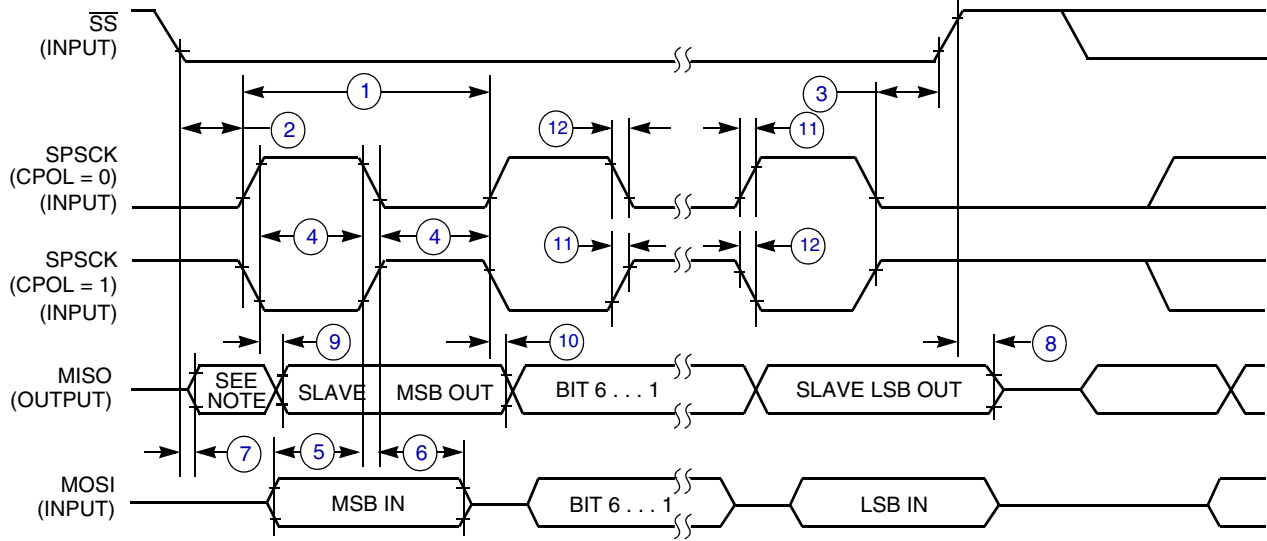 SS
(INPUT)
1
3
2
12
11
SPSCK
(CPOL = 0)
(INPUT)
4
4
11
12
SPSCK
(CPOL = 1)
(INPUT)
9
10
8
MISO
(OUTPUT)
SEE
NOTE
SLAVE
MSB OUT
BIT 6 . . . 1
SLAVE LSB OUT
7
5
6
MOSI
(INPUT)
MSB IN
BIT 6 . . . 1
LSB IN